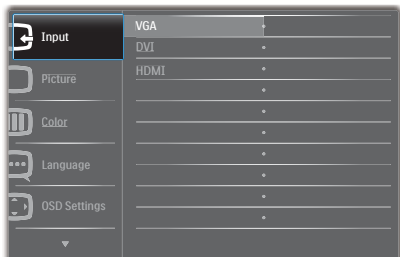 Input
Picture
Color
Language
OSD Settings
VGA
DVI
HDMI